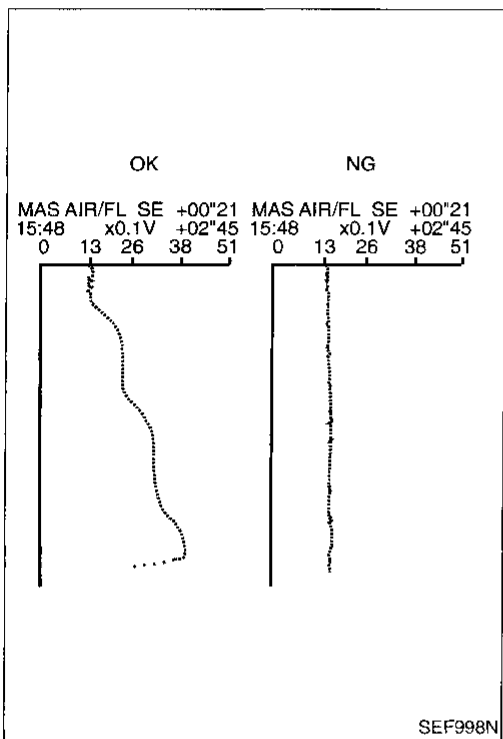 OK NG
MAS AIR/FL SE +00"21 MAS AIR/FL SE +00"21
15:48 x0.1V +02"45 15:48 x0.1V +02"45
0 13 26 38 51 0 13 26 38 51
SEF998N